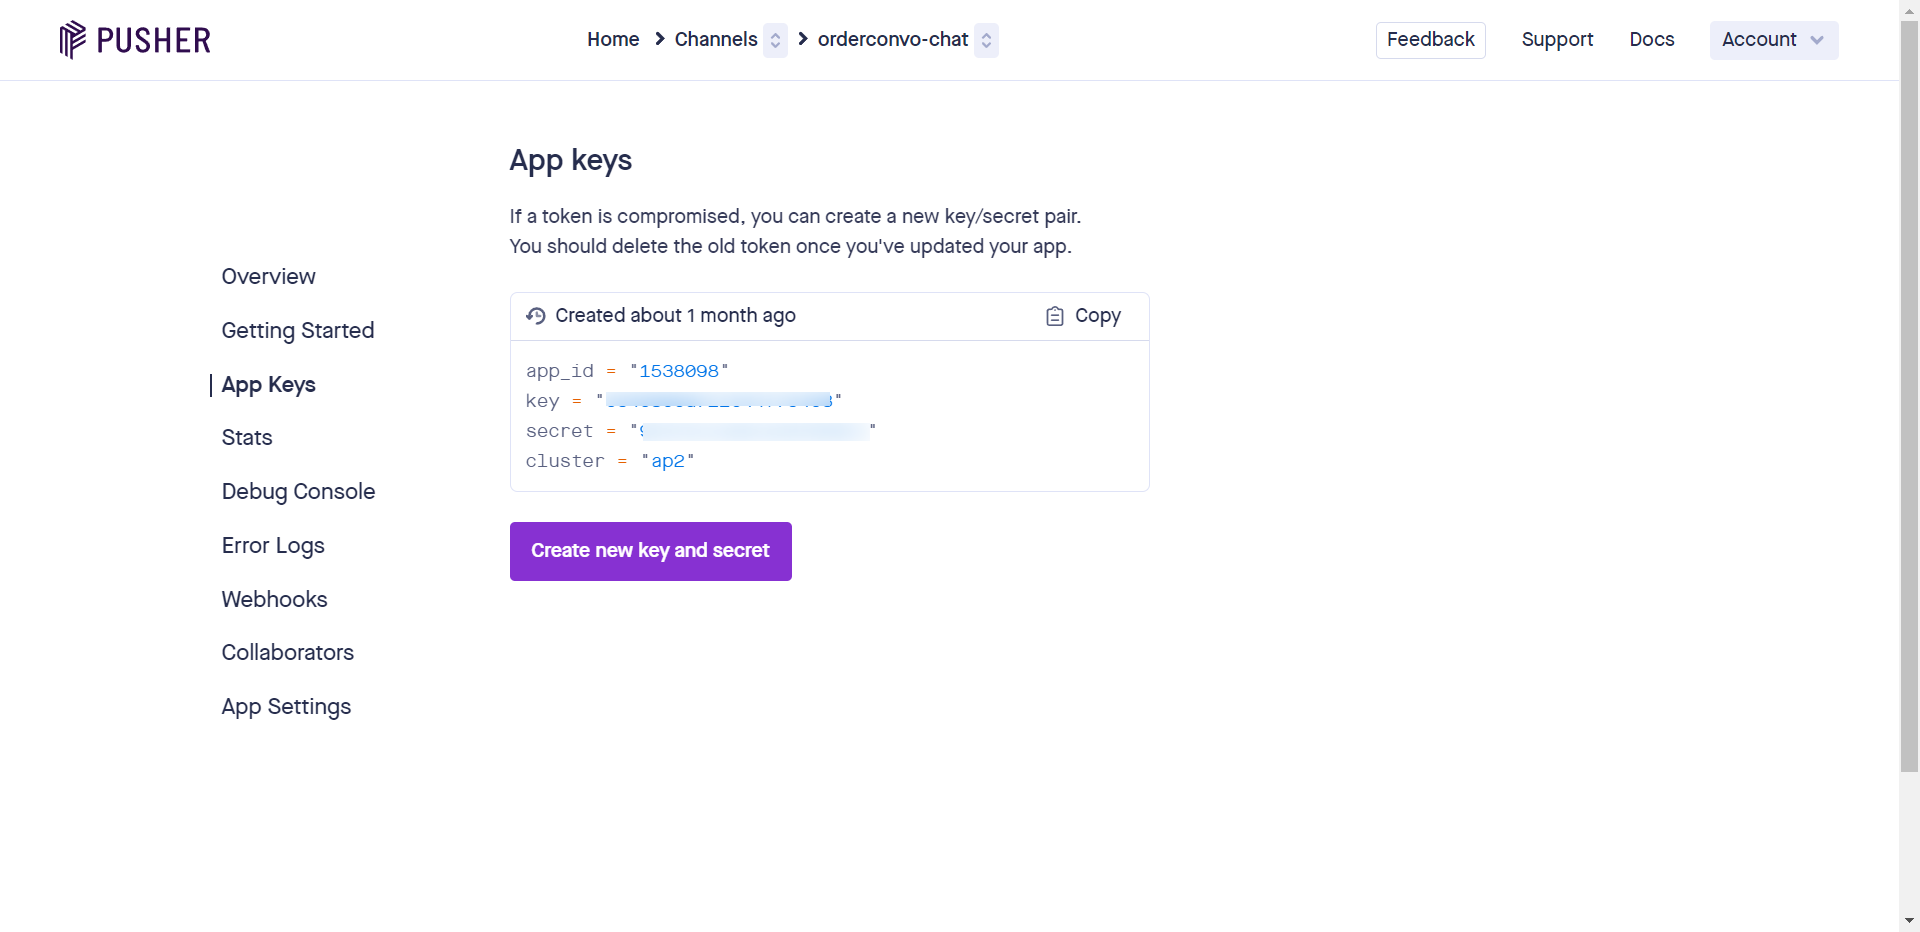 PUSHER
Home > Channels > orderconvo-chat
Feedback
Support
Docs
Account
App keys
If a token is compromised, you can create a new key/secret pair.
You should delete the old token once you've updated your app.
Created about 1 month ago
Copy
app_id = "1538098"
key = "
secret = "
cluster = "ap2"
Create new key and secret
Overview
Getting Started
App Keys
Stats
Debug Console
Error Logs
Webhooks
Collaborators
App Settings